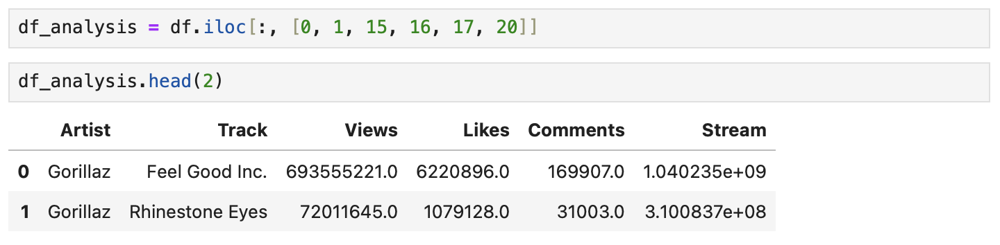 df_analysis = df.iloc[:, [0, 1, 15, 16, 17, 20]]
df_analysis.head(2)
Artist Track Views Likes Comments Stream
0 Gorillaz Feel Good Inc. 693555221.0 6220896.0 169907.0 1.040235e+09
1 Gorillaz Rhinestone Eyes 72011645.0 1079128.0 31003.0 3.100837e+08